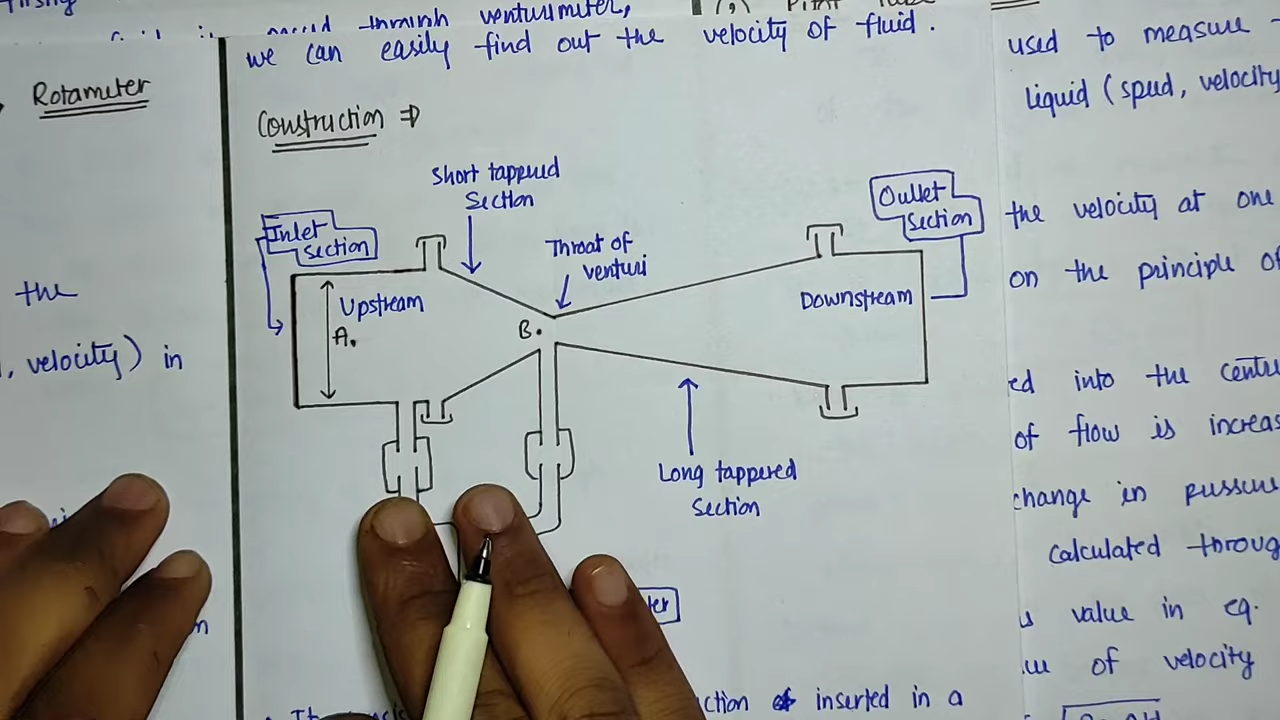 venturimeter,
we can easily find out the velocity of fluid.
Rotameter
Construction ⇒
Short tappered
Section
Inlet
section
Throat of
venturi
Outlet
section
Upstream
A.
B.
Downstream
Long tappered
Section
the
, velocity) in
used to measure
liquid (speed, velocity
the velocity at one
on the principle of
ed into the centre
of flow is increas
change in pressure
calculated throug
value in eq.
of velocity
ction of inserted in a